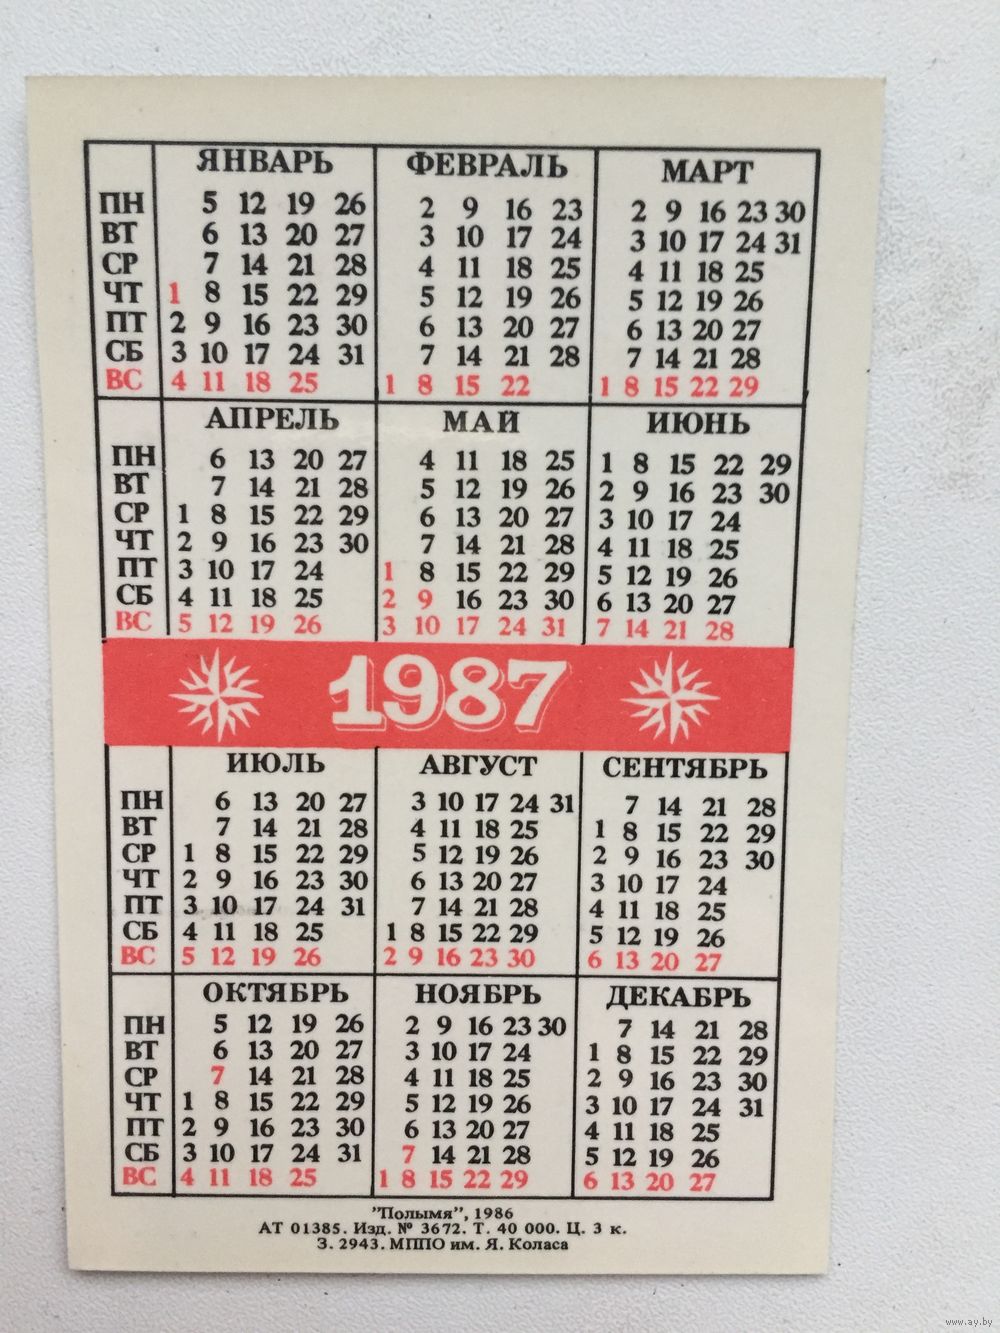 ЯНВАРЬ ФЕВРАЛЬ МАРТ
ПН 5 12 19 26 2 9 16 23 2 9 16 23 30
ВТ 6 13 20 27 3 10 17 24 3 10 17 24 31
СР 7 14 21 28 4 11 18 25 4 11 18 25
ЧТ 1 8 15 22 29 5 12 19 26 5 12 19 26
ПТ 2 9 16 23 30 6 13 20 27 6 13 20 27
СБ 3 10 17 24 31 7 14 21 28 7 14 21 28
ВС 4 11 18 25 1 8 15 22 1 8 15 22 29
АПРЕЛЬ МАЙ ИЮНЬ
ПН 6 13 20 27 4 11 18 25 1 8 15 22 29
ВТ 7 14 21 28 5 12 19 26 2 9 16 23 30
СР 1 8 15 22 29 6 13 20 27 3 10 17 24
ЧТ 2 9 16 23 30 7 14 21 28 4 11 18 25
ПТ 3 10 17 24 1 8 15 22 29 5 12 19 26
СБ 4 11 18 25 2 9 16 23 30 6 13 20 27
ВС 5 12 19 26 3 10 17 24 31 7 14 21 28
1987
ИЮЛЬ АВГУСТ СЕНТЯБРЬ
ПН 6 13 20 27 3 10 17 24 31 7 14 21 28
ВТ 7 14 21 28 4 11 18 25 1 8 15 22 29
СР 1 8 15 22 29 5 12 19 26 2 9 16 23 30
ЧТ 2 9 16 23 30 6 13 20 27 3 10 17 24
ПТ 3 10 17 24 31 7 14 21 28 4 11 18 25
СБ 4 11 18 25 1 8 15 22 29 5 12 19 26
ВС 5 12 19 26 2 9 16 23 30 6 13 20 27
ОКТЯБРЬ НОЯБРЬ ДЕКАБРЬ
ПН 5 12 19 26 2 9 16 23 30 7 14 21 28
ВТ 6 13 20 27 3 10 17 24 1 8 15 22 29
СР 7 14 21 28 4 11 18 25 2 9 16 23 30
ЧТ 1 8 15 22 29 5 12 19 26 3 10 17 24 31
ПТ 2 9 16 23 30 6 13 20 27 4 11 18 25
СБ 3 10 17 24 31 7 14 21 28 5 12 19 26
ВС 4 11 18 25 1 8 15 22 29 6 13 20 27
"Полымя", 1986
АТ 01385. Изд. № 3672. Т. 40 000. Ц. 3 к.
З. 2943. МППО им. Я. Коласа
www.ay.by